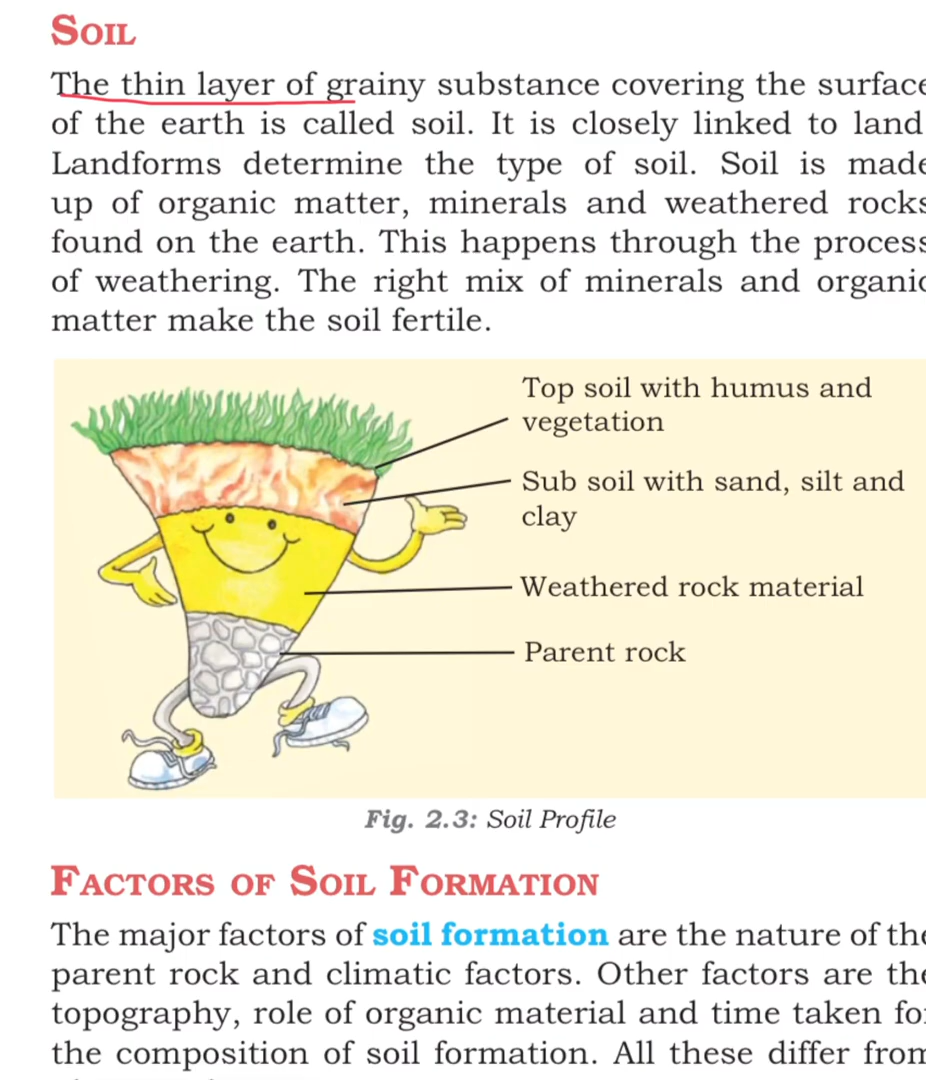 SOIL
The thin layer of grainy substance covering the surface
of the earth is called soil. It is closely linked to land
Landforms determine the type of soil. Soil is made
up of organic matter, minerals and weathered rocks
found on the earth. This happens through the process
of weathering. The right mix of minerals and organic
matter make the soil fertile.
Top soil with humus and
vegetation
Sub soil with sand, silt and
clay
Weathered rock material
Parent rock
Fig. 2.3: Soil Profile
FACTORS OF SOIL FORMATION
The major factors of soil formation are the nature of the
parent rock and climatic factors. Other factors are the
topography, role of organic material and time taken for
the composition of soil formation. All these differ from